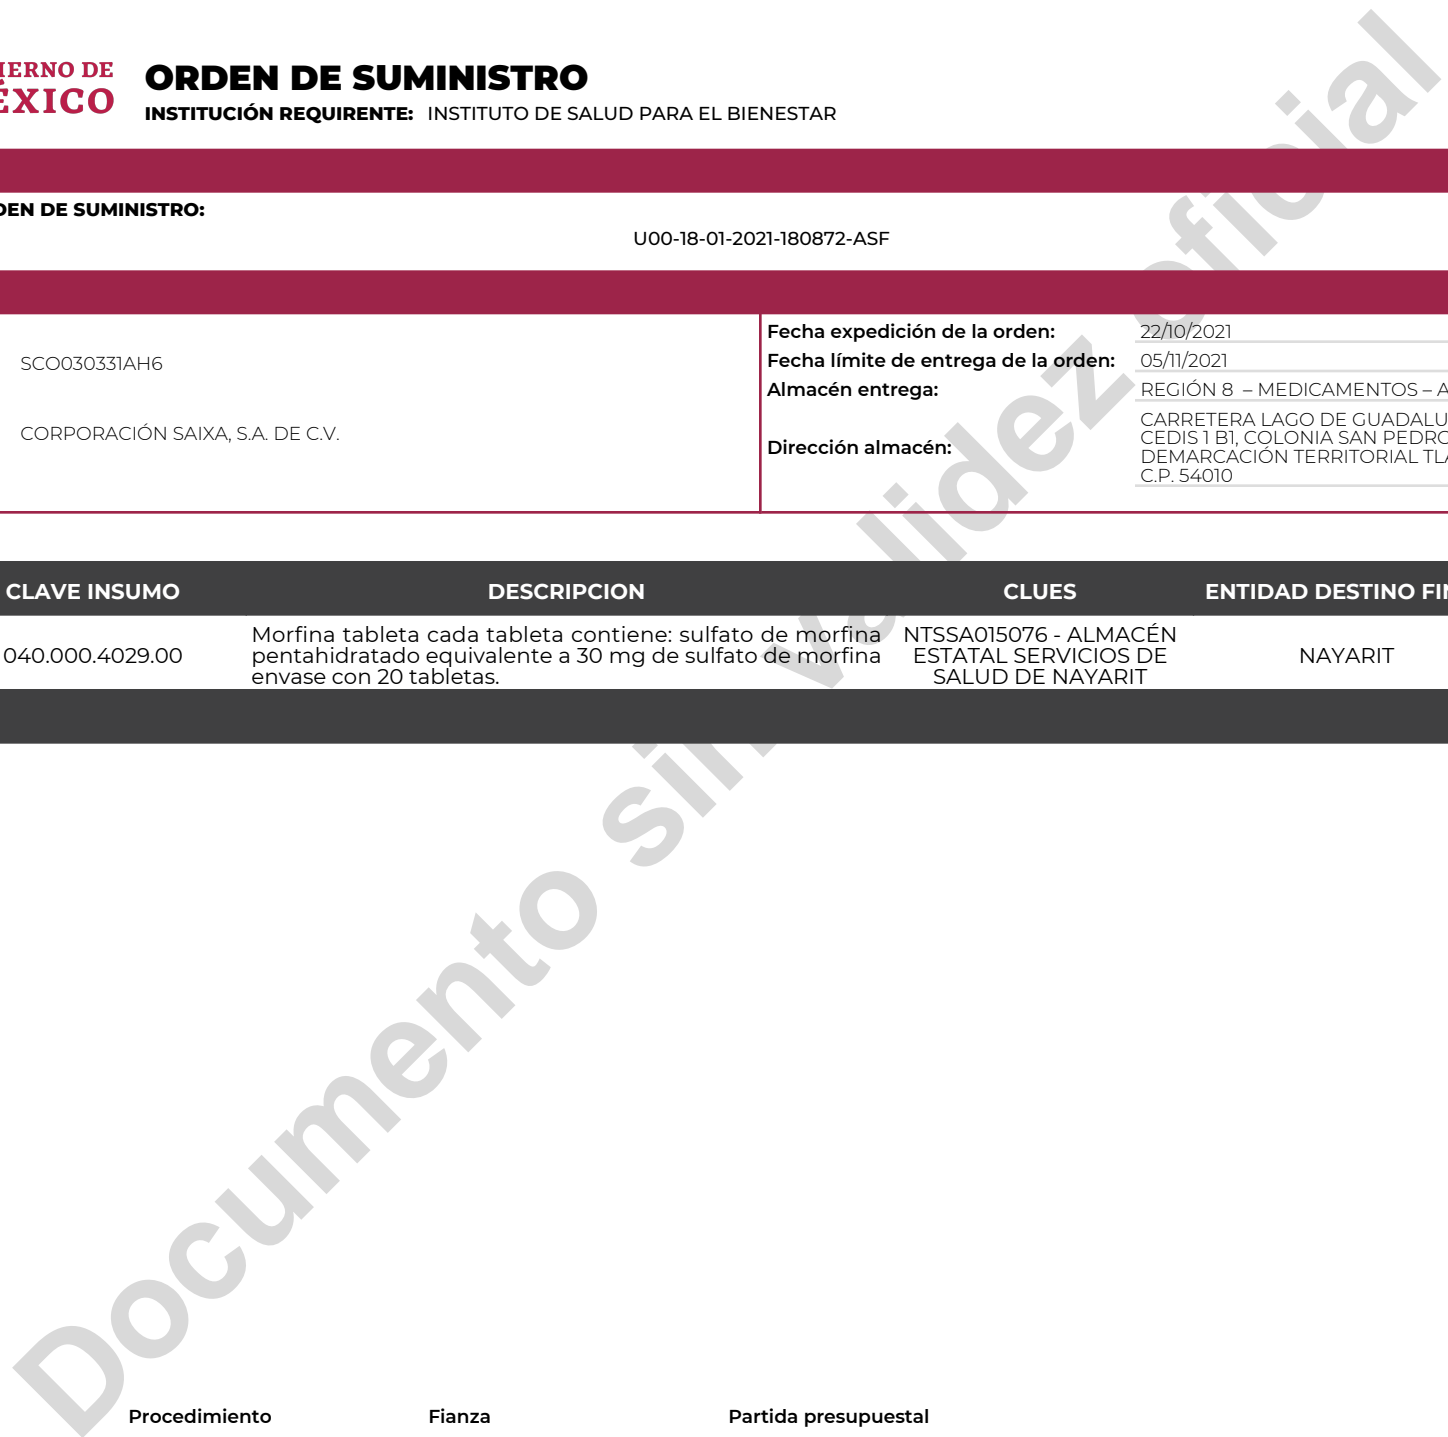 IERNO DE
ÉXICO
ORDEN DE SUMINISTRO
INSTITUCIÓN REQUIRENTE: INSTITUTO DE SALUD PARA EL BIENESTAR
DEN DE SUMINISTRO:
U00-18-01-2021-180872-ASF
SCO030331AH6
CORPORACIÓN SAIXA, S.A. DE C.V.
Fecha expedición de la orden: 22/10/2021
Fecha límite de entrega de la orden: 05/11/2021
Almacén entrega: REGIÓN 8 – MEDICAMENTOS – A
Dirección almacén:
CARRETERA LAGO DE GUADALU
CEDIS 1 B1, COLONIA SAN PEDRO
DEMARCACIÓN TERRITORIAL TLA
C.P. 54010
CLAVE INSUMO DESCRIPCION CLUES ENTIDAD DESTINO FIN
040.000.4029.00
Morfina tableta cada tableta contiene: sulfato de morfina
pentahidratado equivalente a 30 mg de sulfato de morfina
envase con 20 tabletas.
NTSSA015076 - ALMACÉN
ESTATAL SERVICIOS DE
SALUD DE NAYARIT
NAYARIT
Documento sin validez oficial
Procedimiento Fianza Partida presupuestal